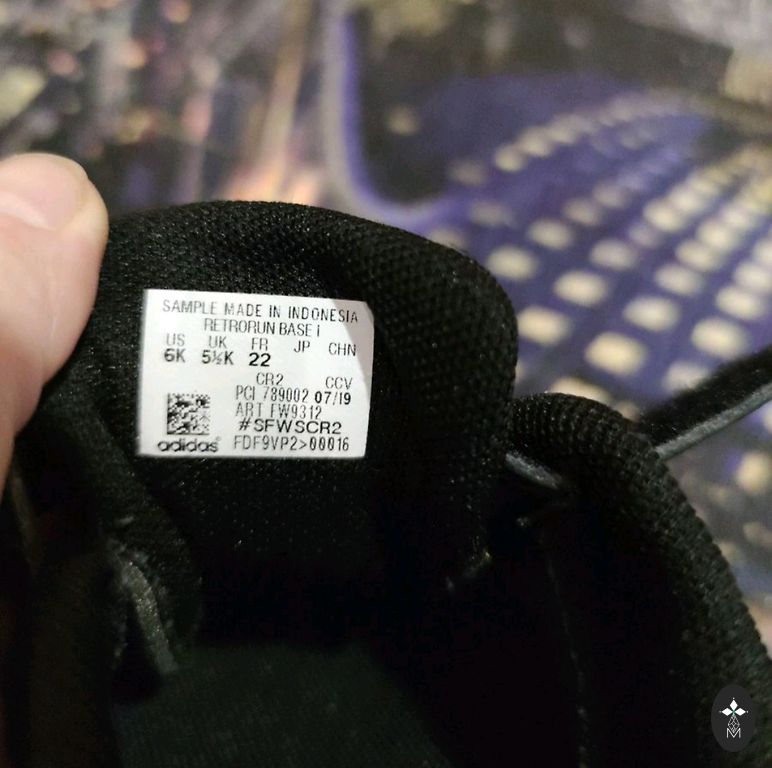 SAMPLE MADE IN INDONESIA
RETRORUN BASE I
US UK FR JP CHN
6K 5½K 22
CR2 CCV
PCI 789002 07/19
ART FW9312
#SFWSCR2
adidas FDF9VP2>00016
M